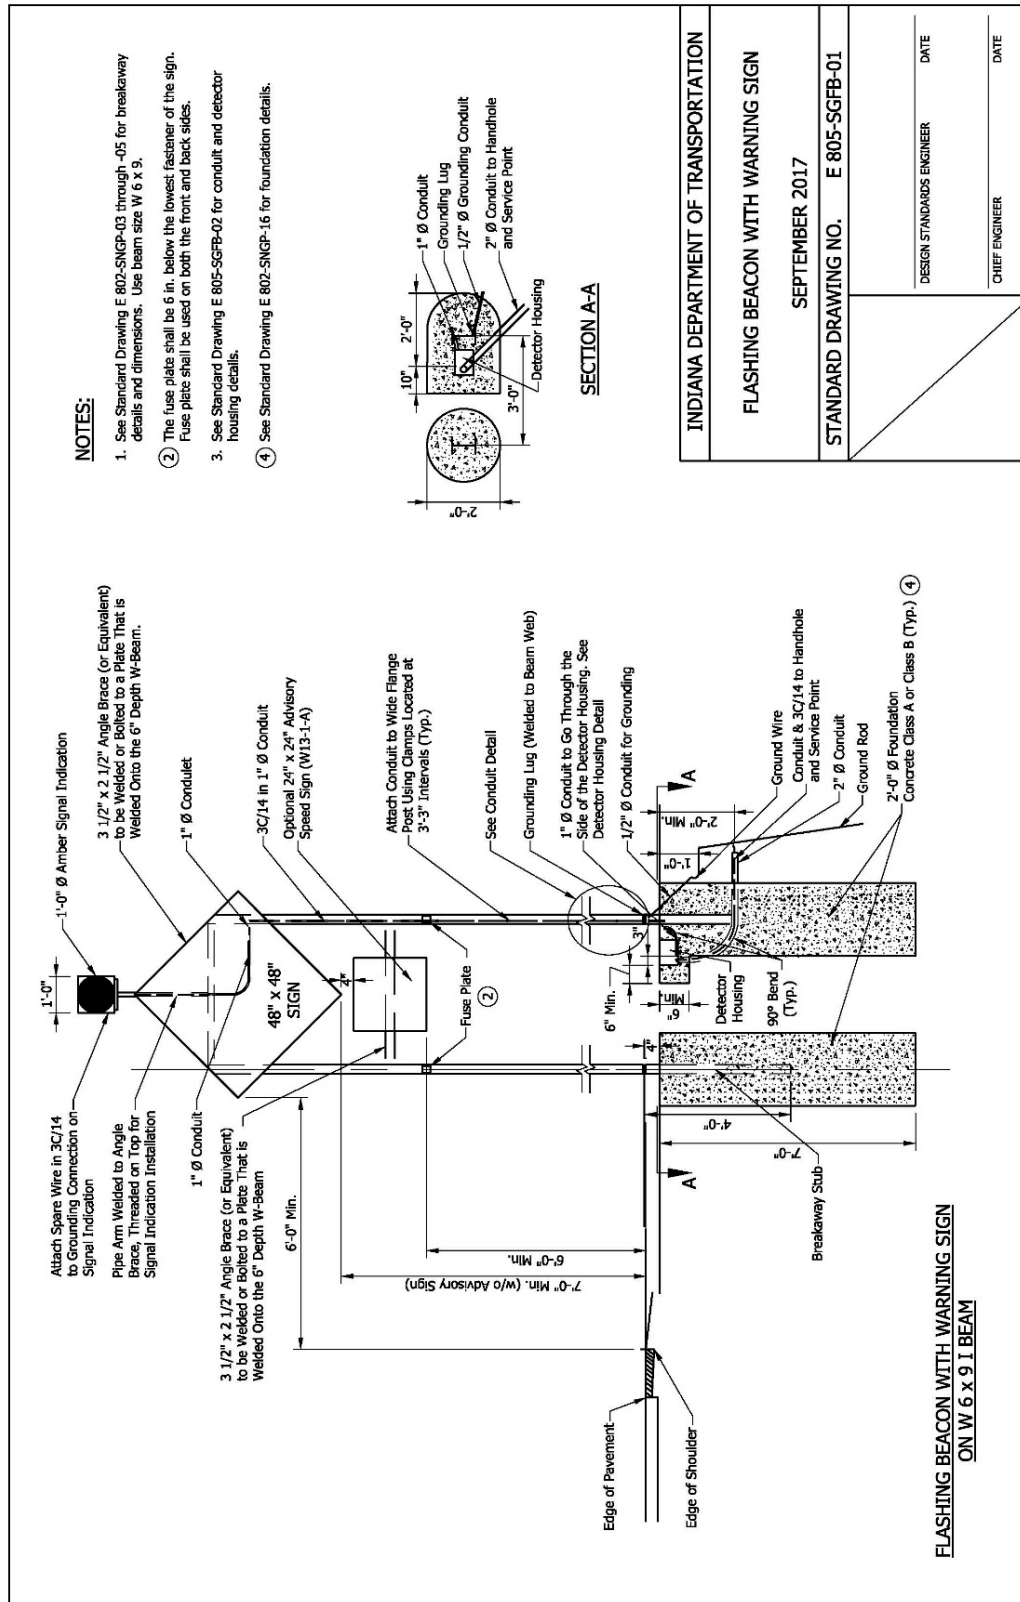 NOTES:
1. See Standard Drawing E 802-SNGP-03 through -05 for breakaway
details and dimensions. Use beam size W 6 x 9.
2 The fuse plate shall be 6 in. below the lowest fastener of the sign.
Fuse plate shall be used on both the front and back sides.
3. See Standard Drawing E 805-SGFB-02 for conduit and detector
housing details.
4 See Standard Drawing E 802-SNGP-16 for foundation details.
Attach Spare Wire in 3C/14
to Grounding Connection on
Signal Indication
1'-0"
1'-0" Ø Amber Signal Indication
Pipe Arm Welded to Angle
Brace, Threaded on Top for
Signal Indication Installation
3 1/2" x 2 1/2" Angle Brace (or Equivalent)
to be Welded or Bolted to a Plate That is
Welded Onto the 6" Depth W-Beam.
1" Ø Conduit
1" Ø Condulet
3 1/2" x 2 1/2" Angle Brace (or Equivalent)
to be Welded or Bolted to a Plate That is
Welded Onto the 6" Depth W-Beam
3C/14 in 1" Ø Conduit
48" x 48"
SIGN
Optional 24" x 24" Advisory
Speed Sign (W13-1-A)
6'-0" Min.
2"
Attach Conduit to Wide Flange
Post Using Clamps Located at
3'-3" Intervals (Typ.)
Fuse Plate
2
6'-0" Min.
7'-0" Min. (w/o Advisory Sign)
See Conduit Detail
Grounding Lug (Welded to Beam Web)
1" Ø Conduit to Go Through the
Side of the Detector Housing. See
Detector Housing Detail
1/2" Ø Conduit for Grounding
Edge of Pavement
Edge of Shoulder
6" Min.
3"
4"
6"
Min.
A
A
Detector
Housing
90° Bend
(Typ.)
1'-0"
2'-0" Min.
Ground Wire
Conduit & 3C/14 to Handhole
and Service Point
2" Ø Conduit
Ground Rod
4'-0"
7'-0"
Breakaway Stub
2'-0" Ø Foundation
Concrete Class A or Class B (Typ.) 4
FLASHING BEACON WITH WARNING SIGN
ON W 6 x 9 I BEAM
2'-0"
10"
2'-0"
3'-0"
1" Ø Conduit
Grounding Lug
1/2" Ø Grounding Conduit
2" Ø Conduit to Handhole
and Service Point
Detector Housing
SECTION A-A
INDIANA DEPARTMENT OF TRANSPORTATION
FLASHING BEACON WITH WARNING SIGN
SEPTEMBER 2017
STANDARD DRAWING NO. E 805-SGFB-01
DESIGN STANDARDS ENGINEER DATE
CHIEF ENGINEER DATE